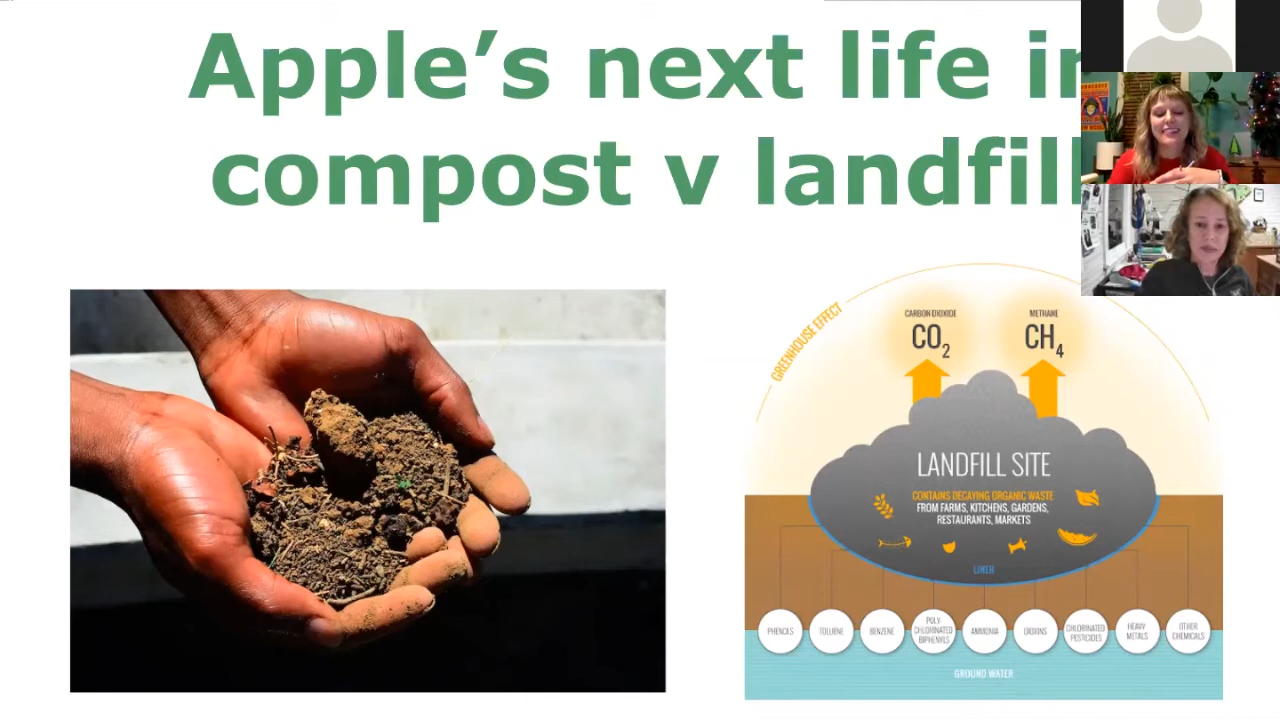 Apple’s next life in
compost v landfill
GREENHOUSE EFFECT
CARBON DIOXIDE
METHANE
CO2
CH4
LANDFILL SITE
CONTAINS DECAYING ORGANIC WASTE
FROM FARMS, KITCHENS, GARDENS,
RESTAURANTS, MARKETS
LINER
PHENOLS
TOLUENE
BENZENE
POLY-
CHLORINATED
BIPHENYLS
AMMONIA
DIOXINS
CHLORINATED
PESTICIDES
HEAVY
METALS
OTHER
CHEMICALS
GROUND WATER